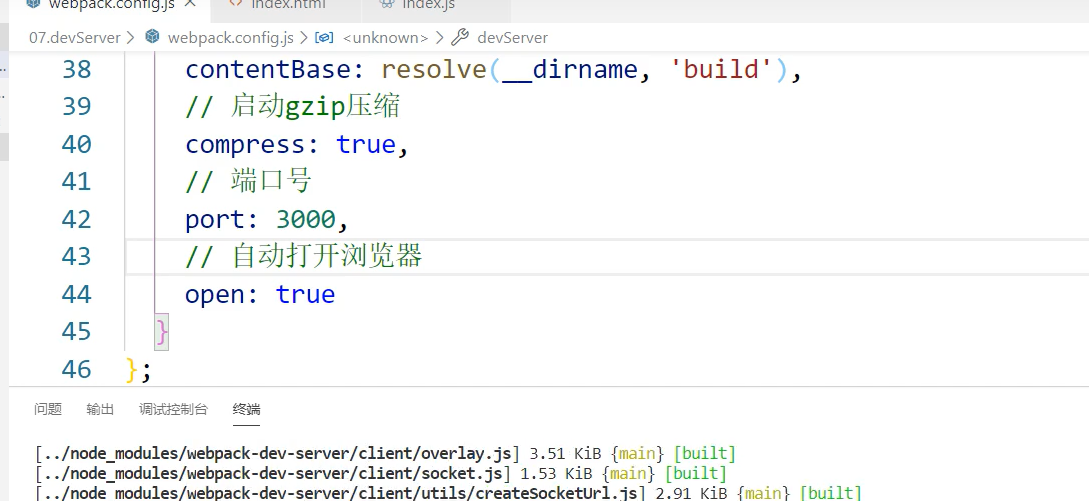 webpack.config.js index.html index.js
07.devServer > webpack.config.js > <unknown> > devServer
38 contentBase: resolve(__dirname, 'build'),
39 // 启动gzip压缩
40 compress: true,
41 // 端口号
42 port: 3000,
43 // 自动打开浏览器
44 open: true
45 }
46 };
问题 输出 调试控制台 终端
[../node_modules/webpack-dev-server/client/overlay.js] 3.51 KiB {main} [built]
[../node_modules/webpack-dev-server/client/socket.js] 1.53 KiB {main} [built]
[../node_modules/webpack-dev-server/client/utils/createSocketUrl.js] 2.91 KiB {main} [built]